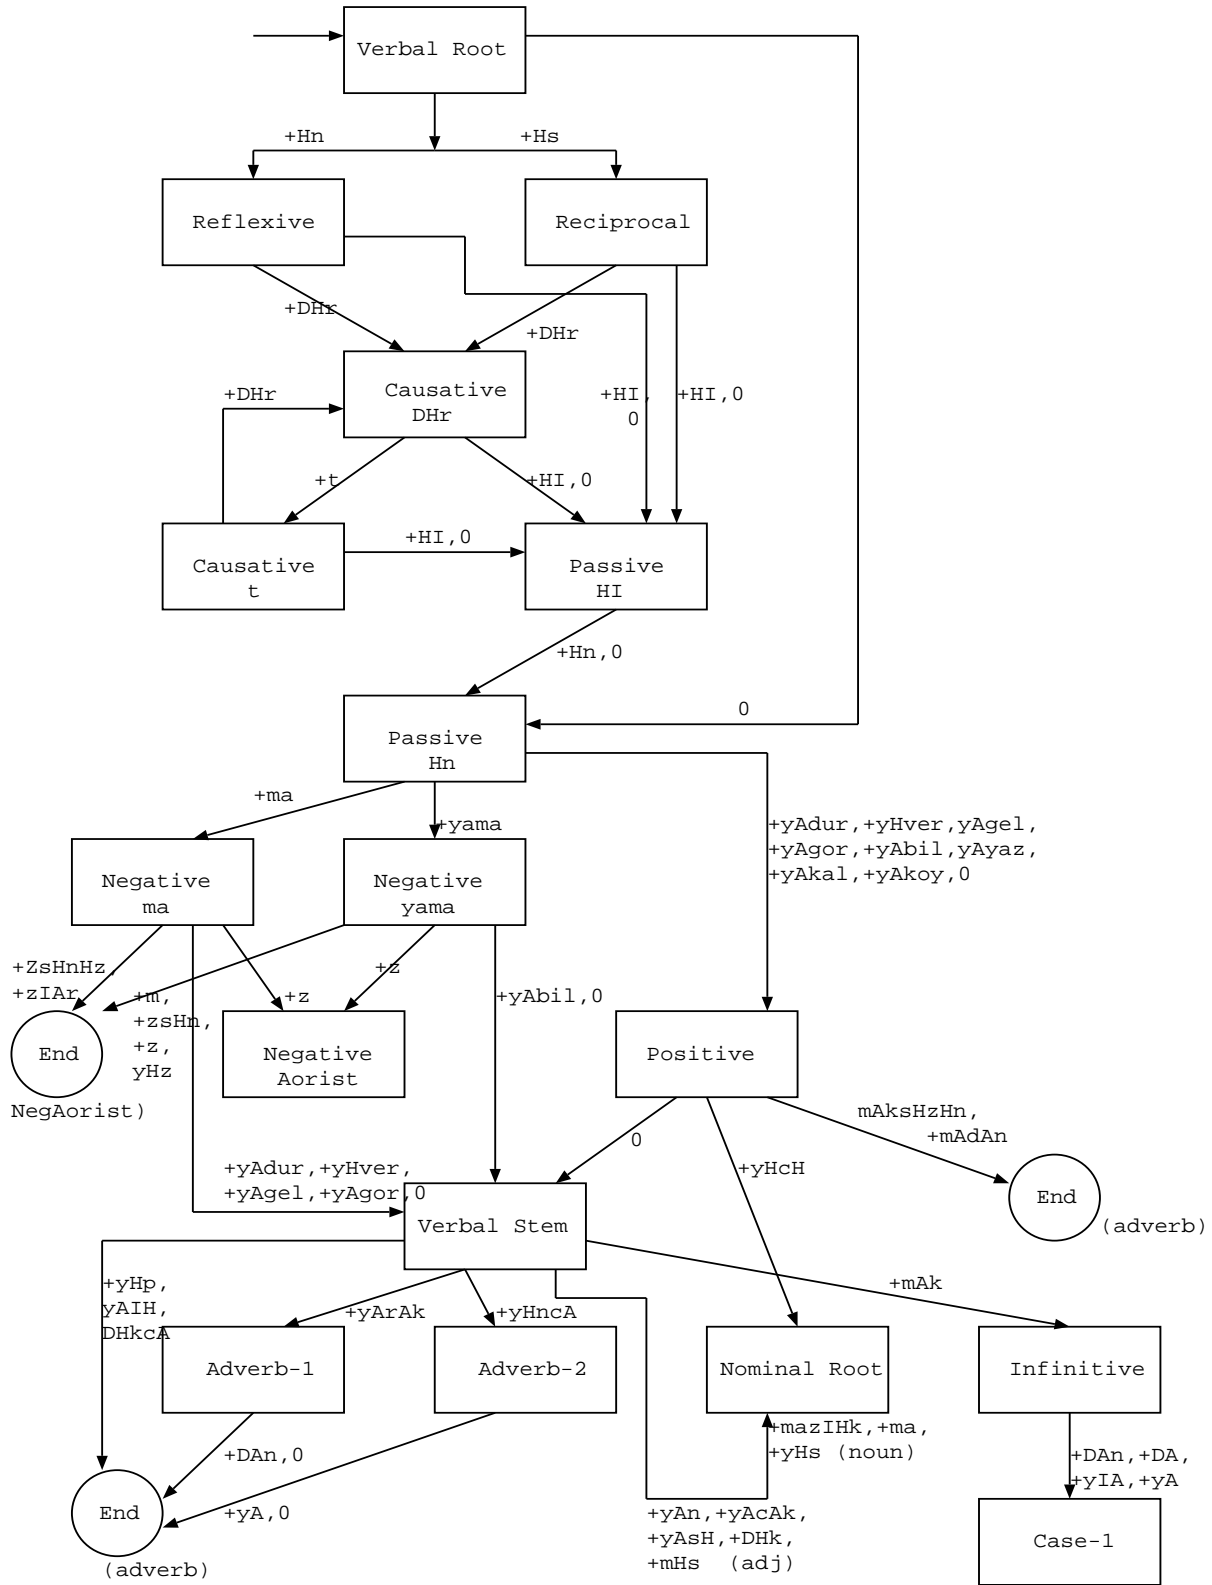 Verbal Root
+Hn
+Hs
Reflexive
Reciprocal
+DHr
+DHr
+DHr
Causative
DHr
+HI,
0
+HI,0
+t
+HI,0
+HI,0
Causative
t
Passive
HI
+Hn,0
0
Passive
Hn
+ma
+yama
+yAdur,+yHver,yAgel,
+yAgor,+yAbil,yAyaz,
+yAkal,+yAkoy,0
Negative
ma
Negative
yama
+ZsHnHz,
+zIAr
+m,
+zsHn,
+z,
yHz
+z
+z
+yAbil,0
End
NegAorist)
Negative
Aorist
Positive
mAksHzHn,
+mAdAn
0
+yHcH
+yAdur,+yHver,
+yAgel,+yAgor,0
End
(adverb)
Verbal Stem
+yHp,
yAIH,
DHkcA
+yArAk
+yHncA
+mAk
Adverb-1
Adverb-2
Nominal Root
Infinitive
+mazIHk,+ma,
+yHs (noun)
+DAn,0
+DAn,+DA,
+yIA,+yA
End
+yA,0
(adverb)
+yAn,+yAcAk,
+yAsH,+DHk,
+mHs  (adj)
Case-1